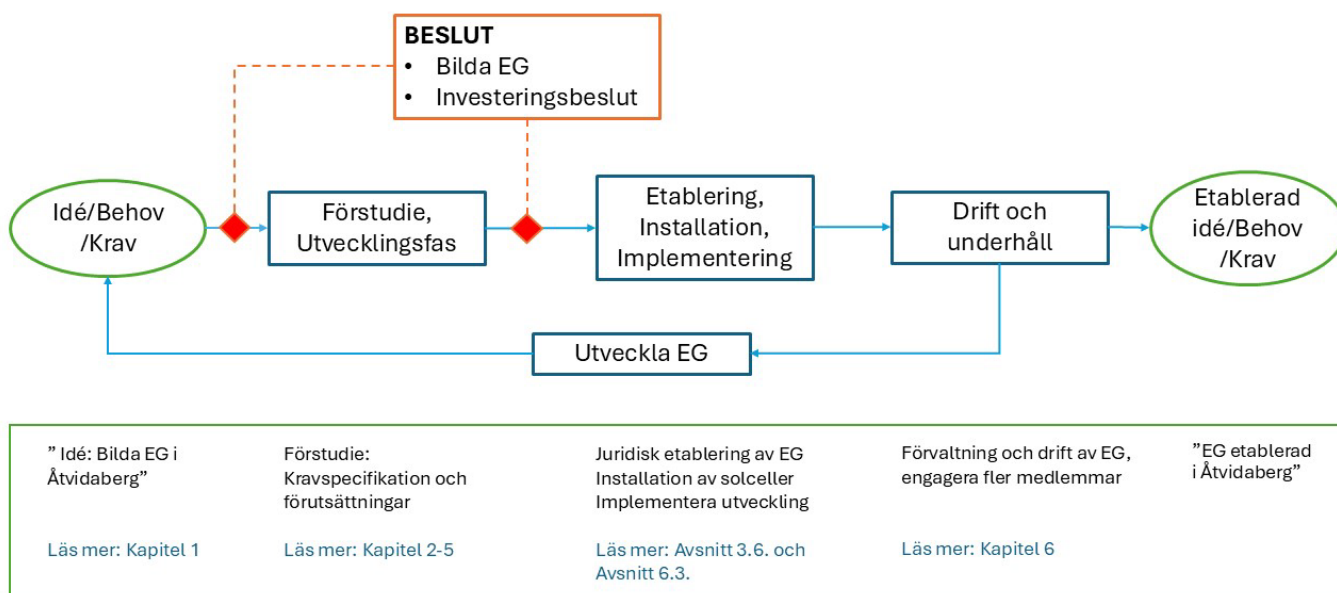 BESLUT
• Bilda EG
• Investeringsbeslut
Idé/Behov
/Krav
Förstudie,
Utvecklingsfas
Etablering,
Installation,
Implementering
Drift och
underhåll
Etablerad
idé/Behov
/Krav
Utveckla EG
” Idé: Bilda EG i
Åtvidaberg”
Läs mer: Kapitel 1
Förstudie:
Kravspecifikation och
förutsättningar
Läs mer: Kapitel 2-5
Juridisk etablering av EG
Installation av solceller
Implementera utveckling
Läs mer: Avsnitt 3.6. och
Avsnitt 6.3.
Förvaltning och drift av EG,
engagera fler medlemmar
Läs mer: Kapitel 6
”EG etablerad
i Åtvidaberg”